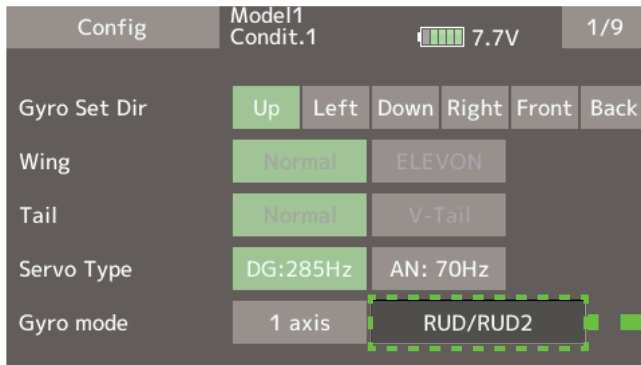 Config Model1 Condit.1 7.7V 1/9
Gyro Set Dir Up Left Down Right Front Back
Wing Normal ELEVON
Tail Normal V-Tail
Servo Type DG:285Hz AN: 70Hz
Gyro mode 1 axis RUD/RUD2